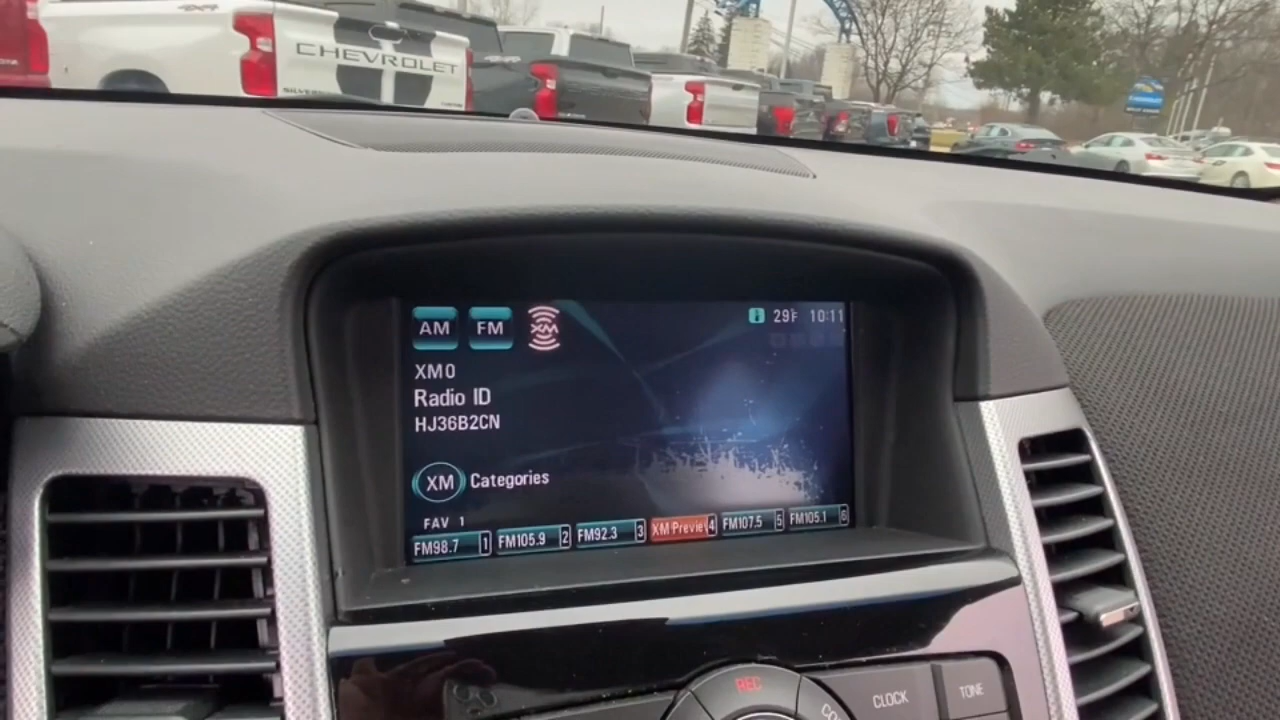 CHEVROLET
AM FM XM
29F 10:11
XM0
Radio ID
HJ36B2CN
XM Categories
FAV 1
FM98.7 1 FM105.9 2 FM92.3 3 XM Previe 4 FM107.5 5 FM105.1 6
REC
CLOCK
TONE